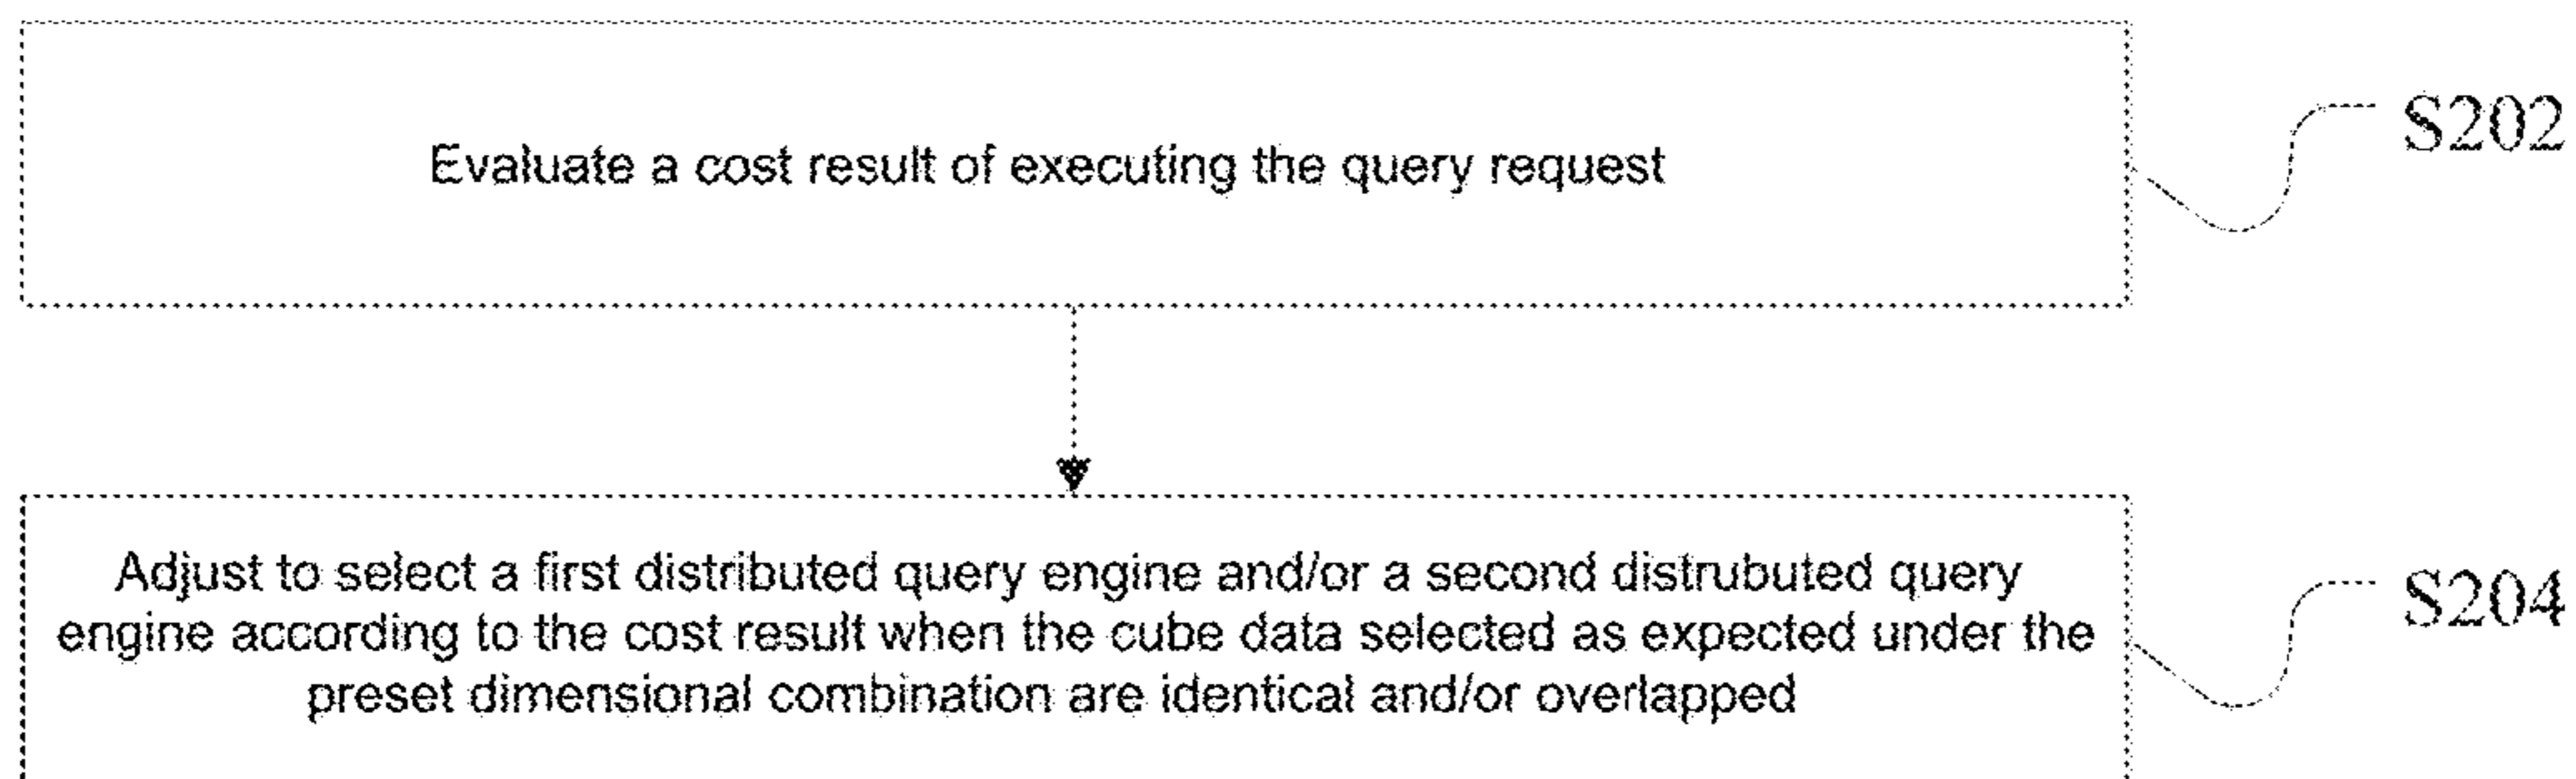 Evaluate a cost result of executing the query request
S202
Adjust to select a first distributed query engine and/or a second distrubuted query
engine according to the cost result when the cube data selected as expected under the
preset dimensional combination are identical and/or overlapped
S204